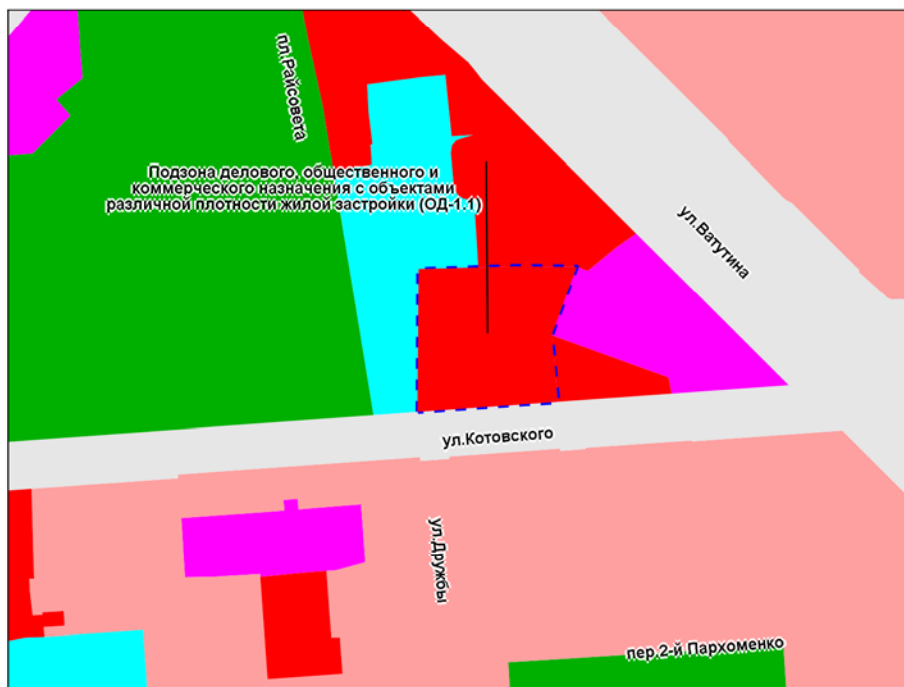 пл.Райсовета
Подзона делового, общественного и
коммерческого назначения с объектами
различной плотности жилой застройки (ОД-1.1)
ул.Ватутина
ул.Котовского
ул.Дружбы
пер.2-й Пархоменко